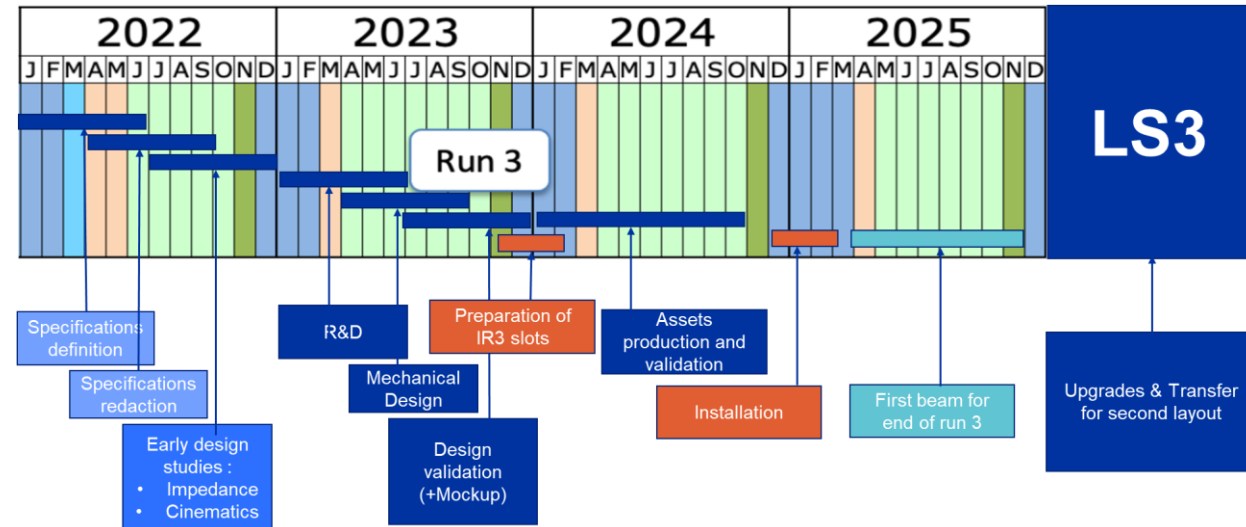 2022 2023 2024 2025
J F M A M J J A S O N D J F M A M J J A S O N D J F M A M J J A S O N D J F M A M J J A S O N D
LS3
Run 3
Specifications
definition
Specifications
redaction
Early design
studies :
• Impedance
• Cinematics
R&D
Mechanical
Design
Design
validation
(+Mockup)
Preparation of
IR3 slots
Assets
production and
validation
Installation
First beam for
end of run 3
Upgrades & Transfer
for second layout